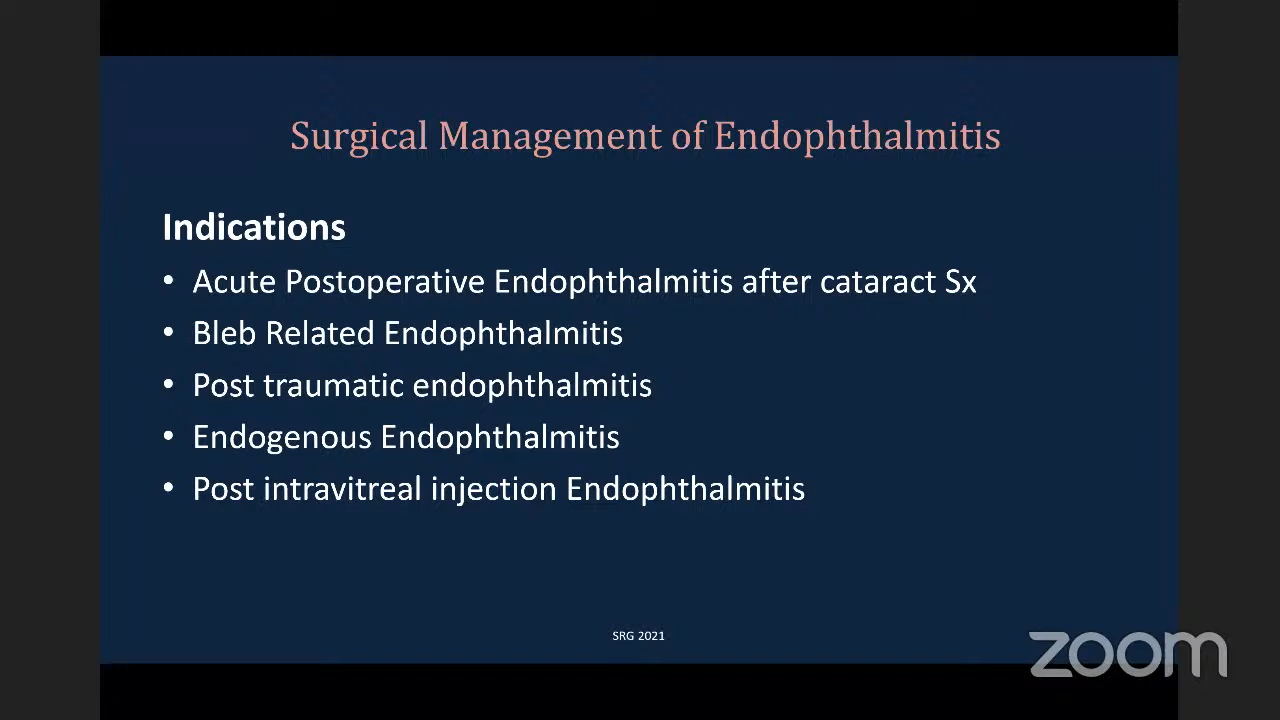 Surgical Management of Endophthalmitis
Indications
• Acute Postoperative Endophthalmitis after cataract Sx
• Bleb Related Endophthalmitis
• Post traumatic endophthalmitis
• Endogenous Endophthalmitis
• Post intravitreal injection Endophthalmitis
SRG 2021
zoom